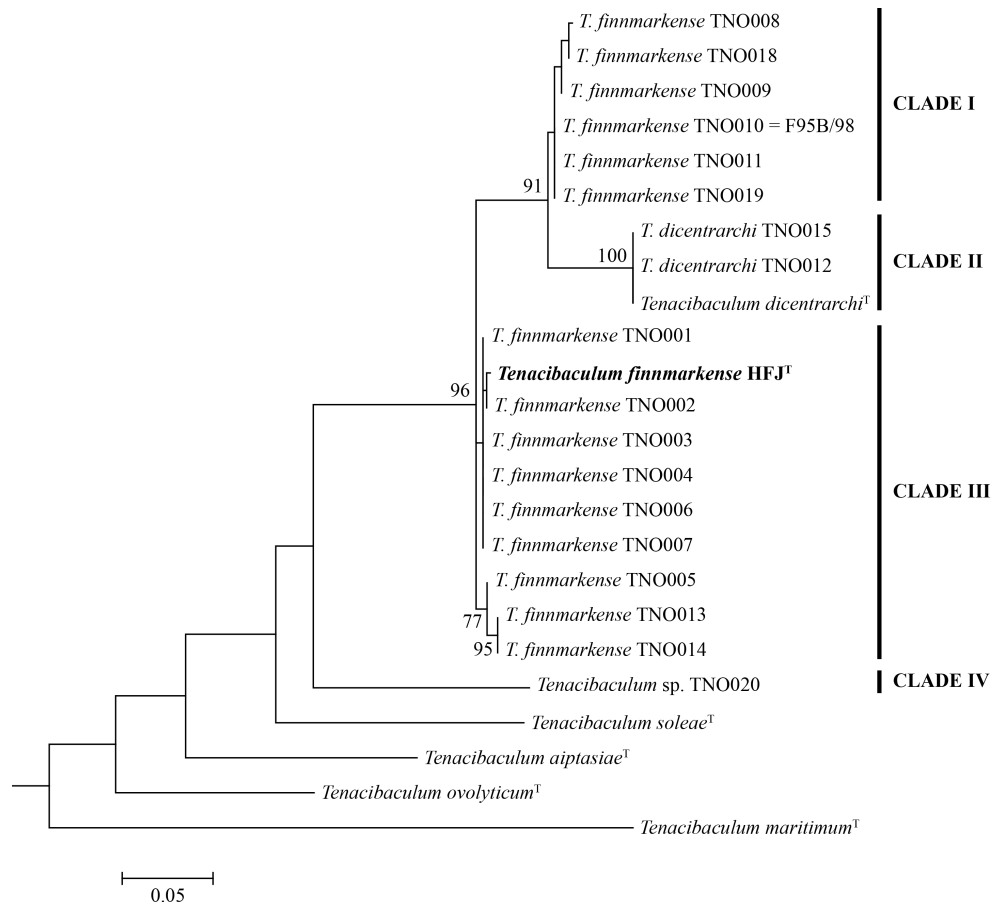 T. finnmarkense TNO008
T. finnmarkense TNO018
T. finnmarkense TNO009
CLADE I
T. finnmarkense TNO010 = F95B/98
T. finnmarkense TNO011
91
T. finnmarkense TNO019
T. dicentrarchi TNO015
100
T. dicentrarchi TNO012
CLADE II
Tenacibaculum dicentrarchiᵀ
T. finnmarkense TNO001
Tenacibaculum finnmarkense HFJᵀ
96
T. finnmarkense TNO002
T. finnmarkense TNO003
T. finnmarkense TNO004
CLADE III
T. finnmarkense TNO006
T. finnmarkense TNO007
T. finnmarkense TNO005
77
T. finnmarkense TNO013
95
T. finnmarkense TNO014
Tenacibaculum sp. TNO020
CLADE IV
Tenacibaculum soleaeᵀ
Tenacibaculum aiptasiaeᵀ
Tenacibaculum ovolyticumᵀ
Tenacibaculum maritimumᵀ
0.05